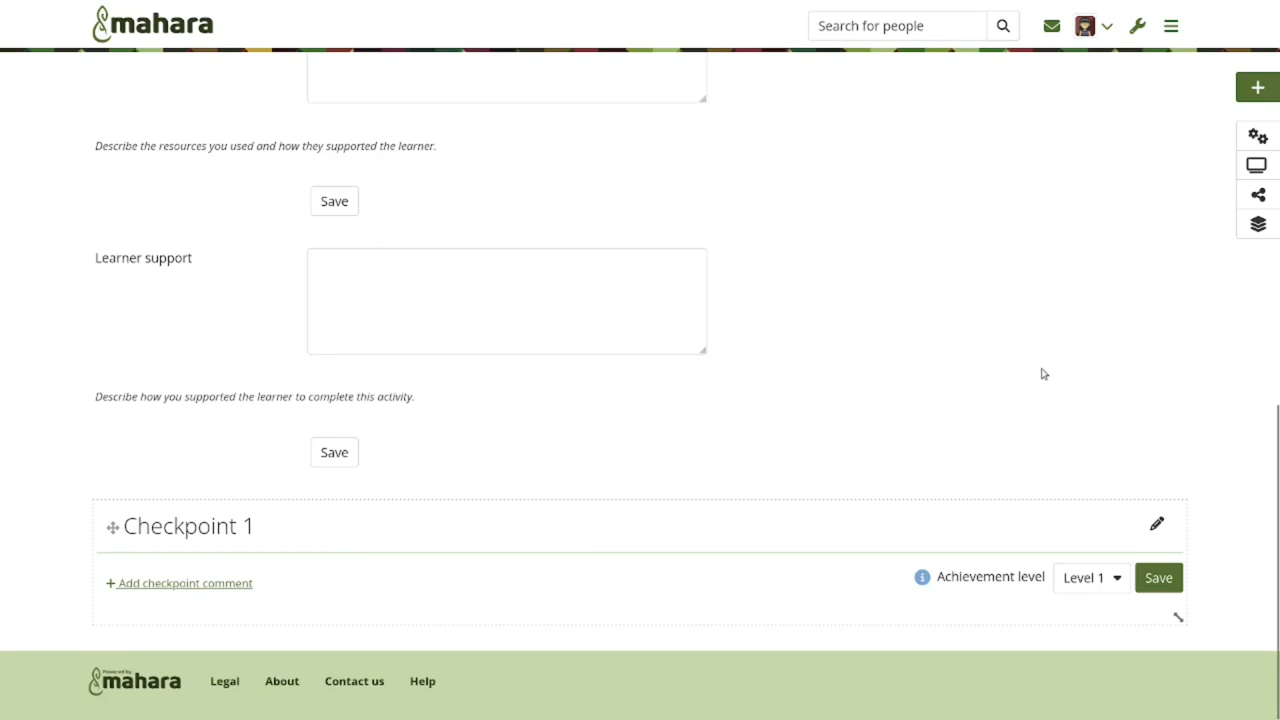 mahara
Search for people
Describe the resources you used and how they supported the learner.
Save
Learner support
Describe how you supported the learner to complete this activity.
Save
Checkpoint 1
+ Add checkpoint comment
Achievement level
Level 1
Save
Powered by
mahara
Legal
About
Contact us
Help